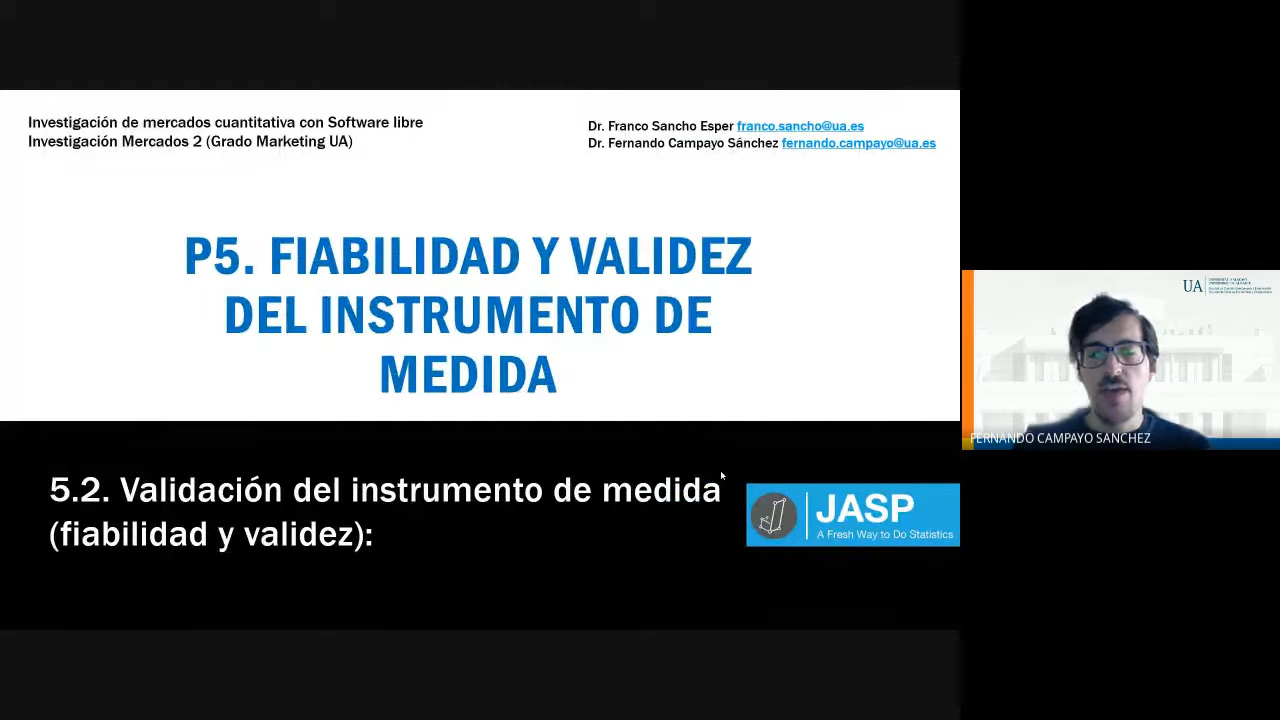 Investigación de mercados cuantitativa con Software libre
Investigación Mercados 2 (Grado Marketing UA)
Dr. Franco Sancho Esper franco.sancho@ua.es
Dr. Fernando Campayo Sánchez fernando.campayo@ua.es
P5. FIABILIDAD Y VALIDEZ
DEL INSTRUMENTO DE
MEDIDA
5.2. Validación del instrumento de medida
(fiabilidad y validez):
JASP
A Fresh Way to Do Statistics
UA
FERNANDO CAMPAYO SANCHEZ